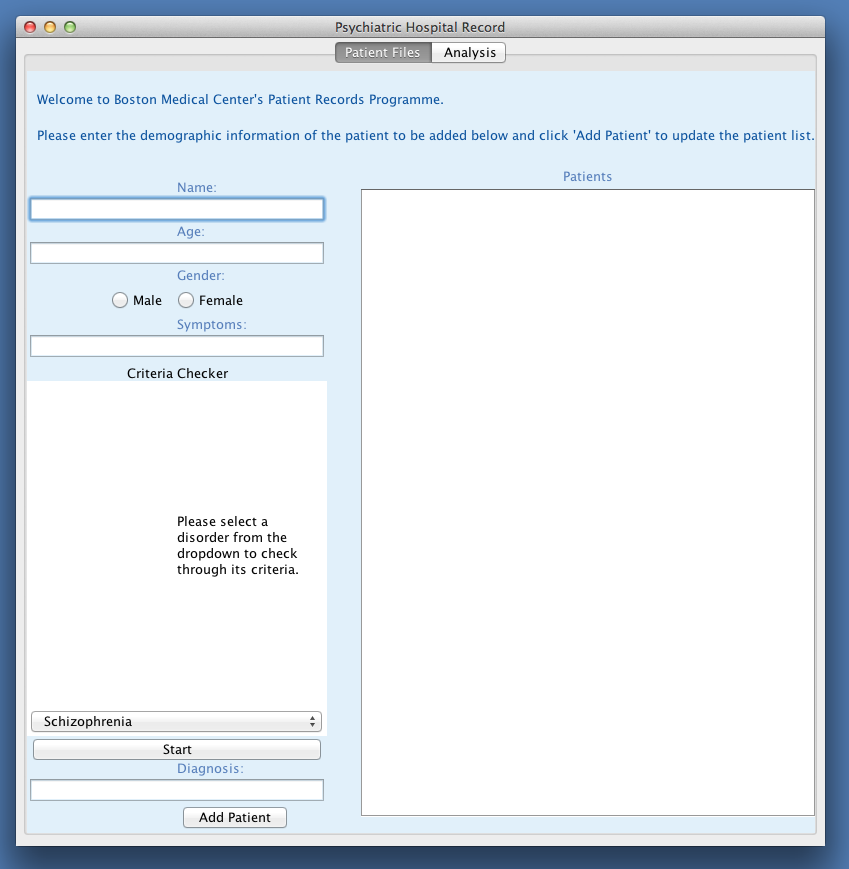 Psychiatric Hospital Record
Patient Files
Analysis
Welcome to Boston Medical Center's Patient Records Programme.
Please enter the demographic information of the patient to be added below and click 'Add Patient' to update the patient list.
Patients
Name:
Age:
Gender:
Male
Female
Symptoms:
Criteria Checker
Please select a
disorder from the
dropdown to check
through its criteria.
Schizophrenia
Start
Diagnosis:
Add Patient